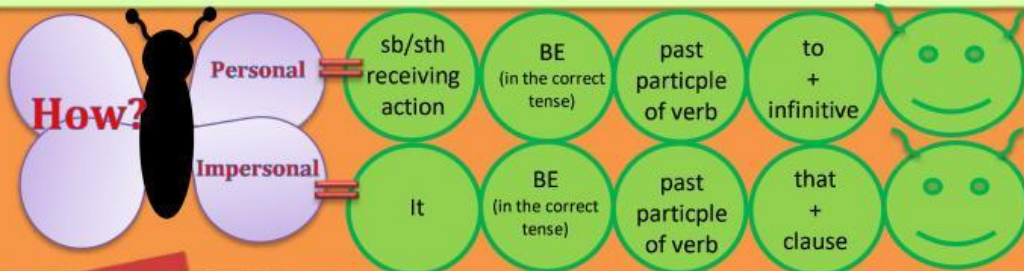 How?
Personal
=
sb/sth
receiving
action
BE
(in the correct
tense)
past
particple
of verb
to
+
infinitive
Impersonal
=
It
BE
(in the correct
tense)
past
particple
of verb
that
+
clause